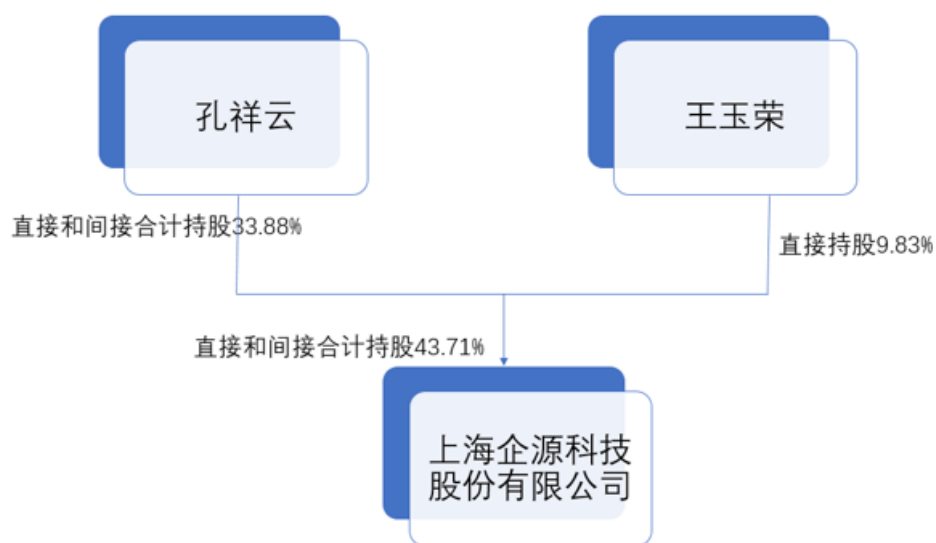 孔祥云
王玉荣
直接和间接合计持股33.88%
直接持股9.83%
直接和间接合计持股43.71%
上海企源科技
股份有限公司